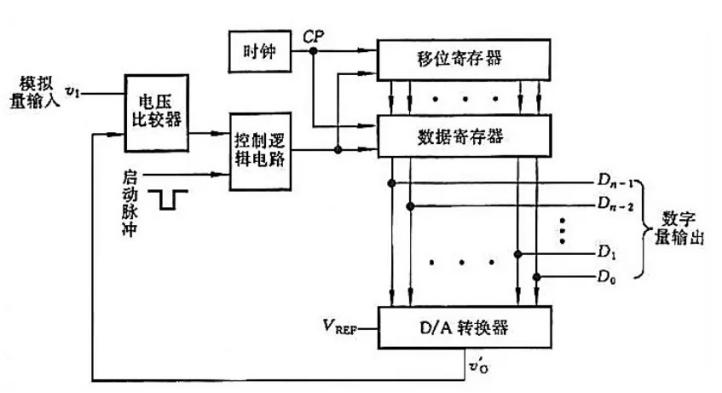 时钟
CP
移位寄存器
模拟
量输入
v_I
电压
比较器
控制逻
辑电路
数据寄存器
启动脉冲
D_{n-1}
D_{n-2}
D_1
D_0
数字
量输出
V_{REF}
D/A 转换器
v'_O